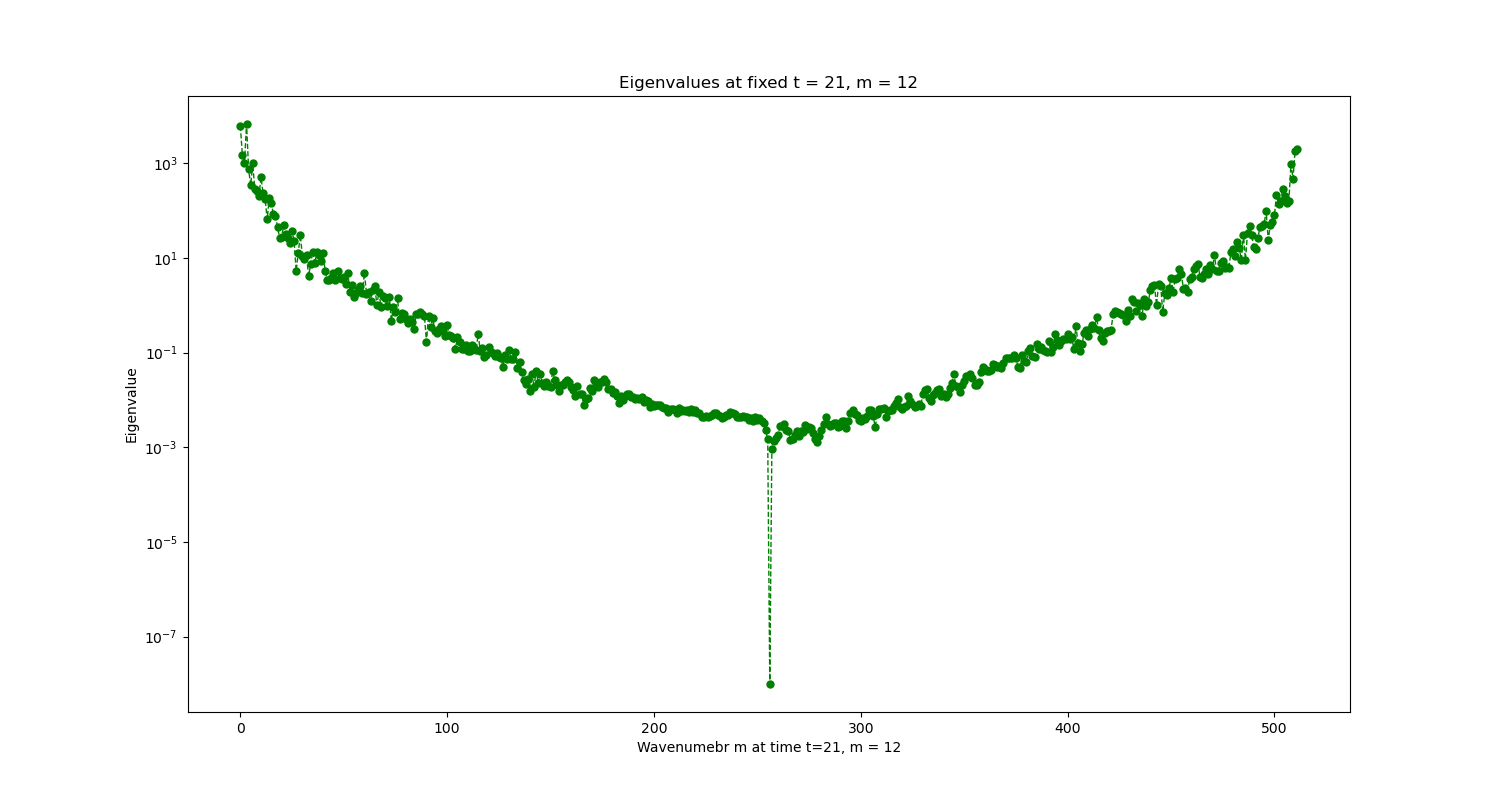 Eigenvalues at fixed t = 21, m = 12
10^3
10^1
10^−1
10^−3
10^−5
10^−7
Eigenvalue
0 100 200 300 400 500
Wavenumebr m at time t=21, m = 12